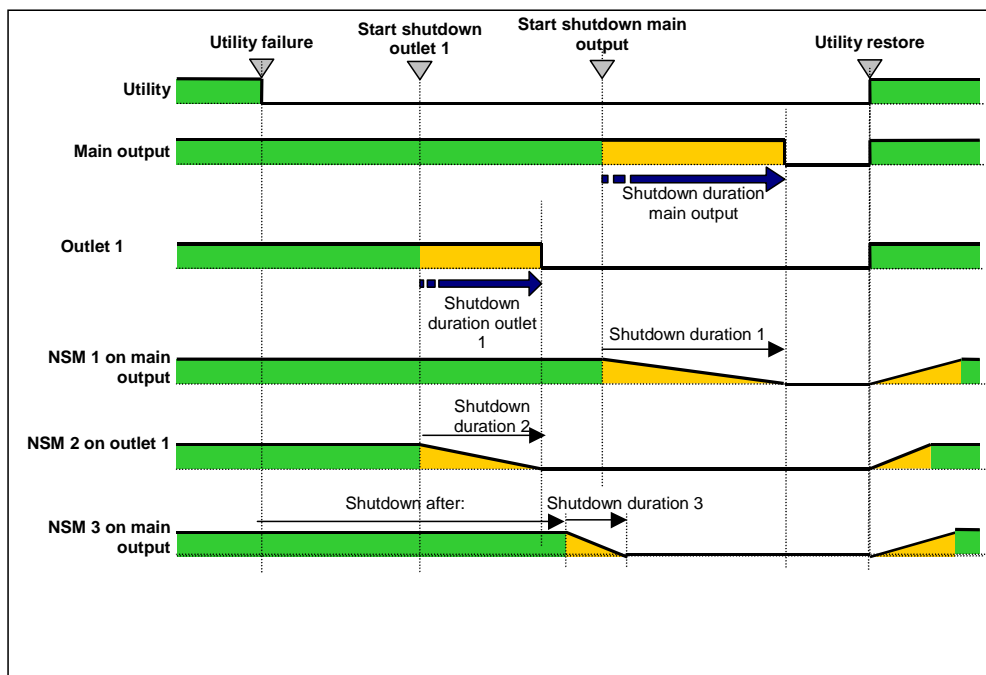 Utility failure
Start shutdown
outlet 1
Start shutdown main
output
Utility restore
Utility
Main output
Shutdown duration
main output
Outlet 1
Shutdown
duration outlet
1
Shutdown duration 1
NSM 1 on main
output
Shutdown
duration 2
NSM 2 on outlet 1
Shutdown after:
Shutdown duration 3
NSM 3 on main
output